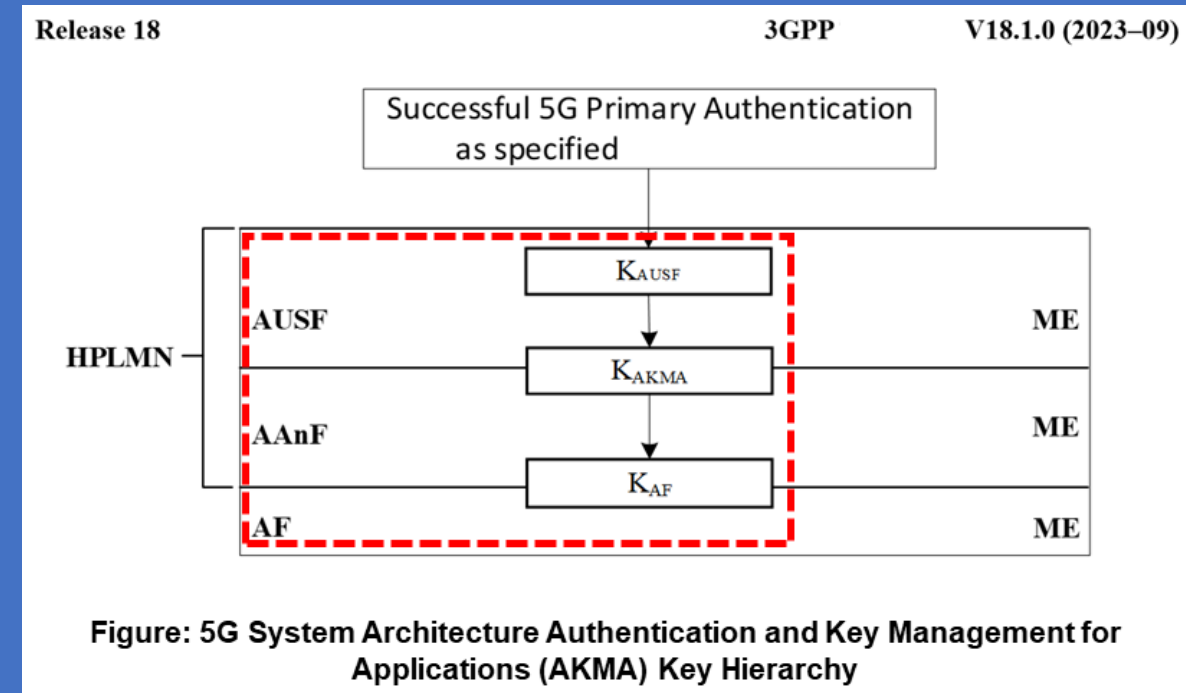 Release 18 3GPP V18.1.0 (2023–09)
Successful 5G Primary Authentication
as specified
KAUSF
AUSF ME
HPLMN
KAKMA
AAnF ME
KAF
AF ME
Figure: 5G System Architecture Authentication and Key Management for
Applications (AKMA) Key Hierarchy